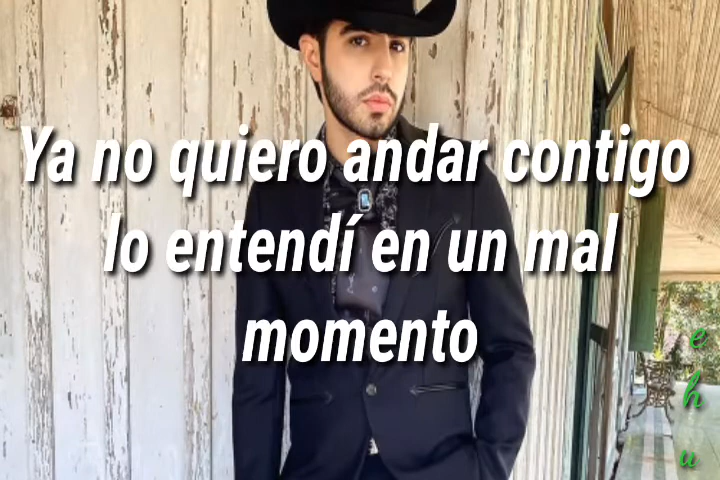 Ya no quiero andar contigo
lo entendí en un mal
momento
e
h
u